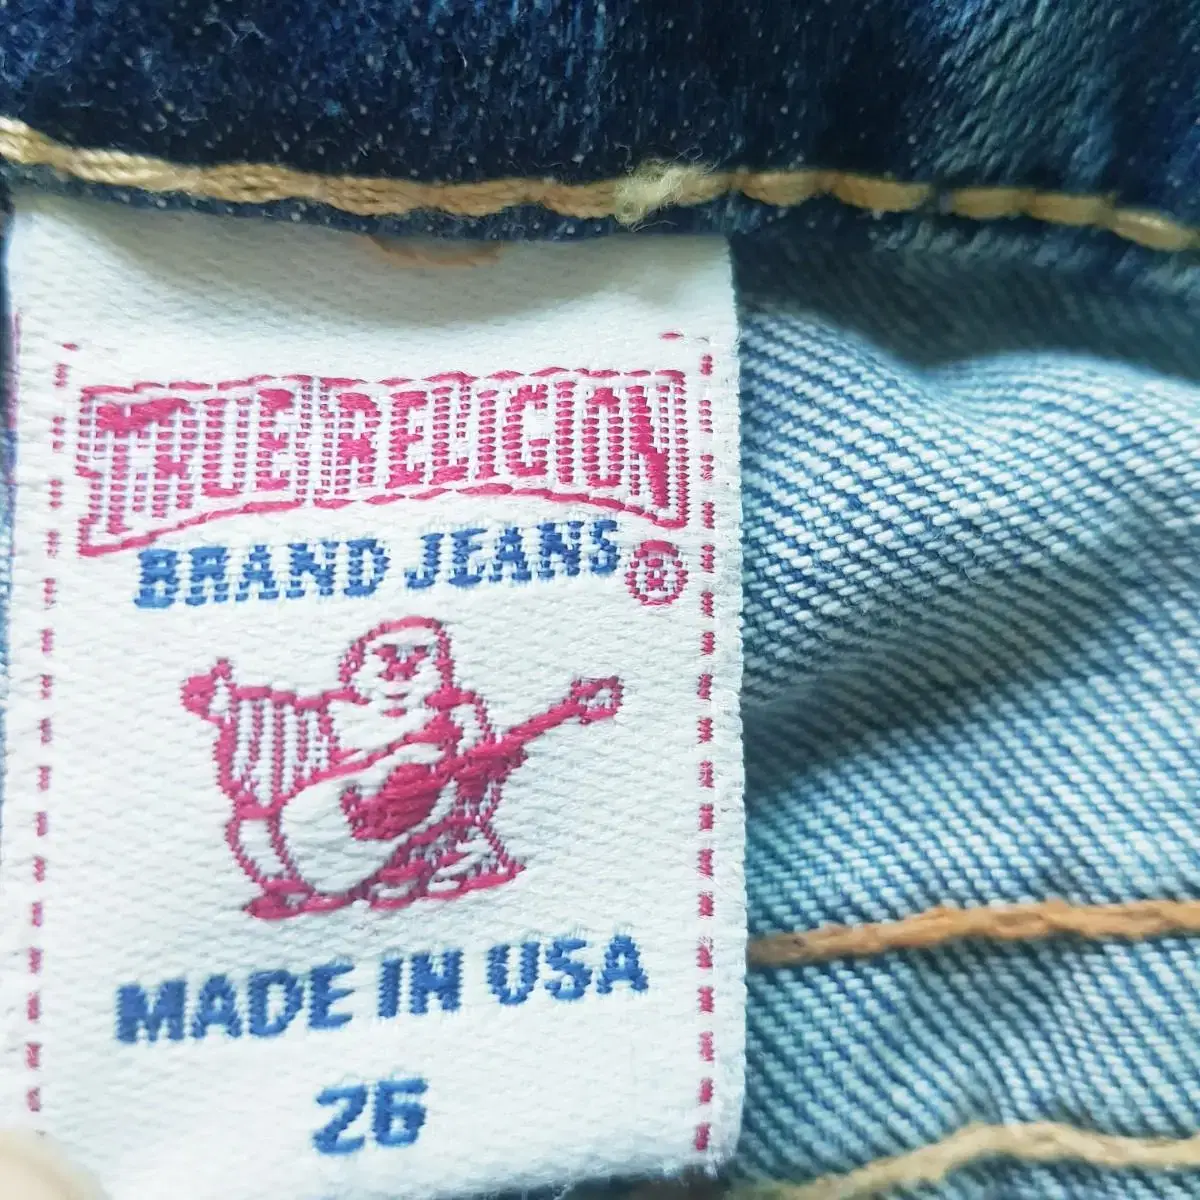 TRUE RELIGION
BRAND JEANS ®
MADE IN USA
26